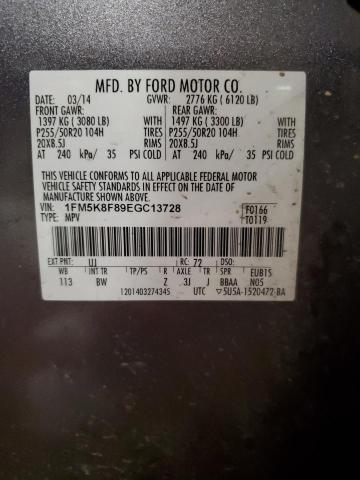 MFD. BY FORD MOTOR CO.
DATE: 03/14 GVWR: 2776 KG ( 6120 LB)
FRONT GAWR: REAR GAWR:
1397 KG ( 3080 LB) 1497 KG ( 3300 LB)
P255/50R20 104H TIRES P255/50R20 104H TIRES
20X8.5J RIMS 20X8.5J RIMS
AT 240 kPa/ 35 PSI COLD AT 240 kPa/ 35 PSI COLD
THIS VEHICLE CONFORMS TO ALL APPLICABLE FEDERAL MOTOR
VEHICLE SAFETY STANDARDS IN EFFECT ON THE DATE OF
MANUFACTURE SHOWN ABOVE.
VIN: 1FM5K8F89EGC13728 F0166
TYPE: MPV T0119
EXT PNT: UJ RC: 72 DSO:
WB INT TR TP/PS R AXLE TR SPR EUB15
113 BW Z 3J J BBAA N05
1201403274345 UTC 5U5A-1520472-BA